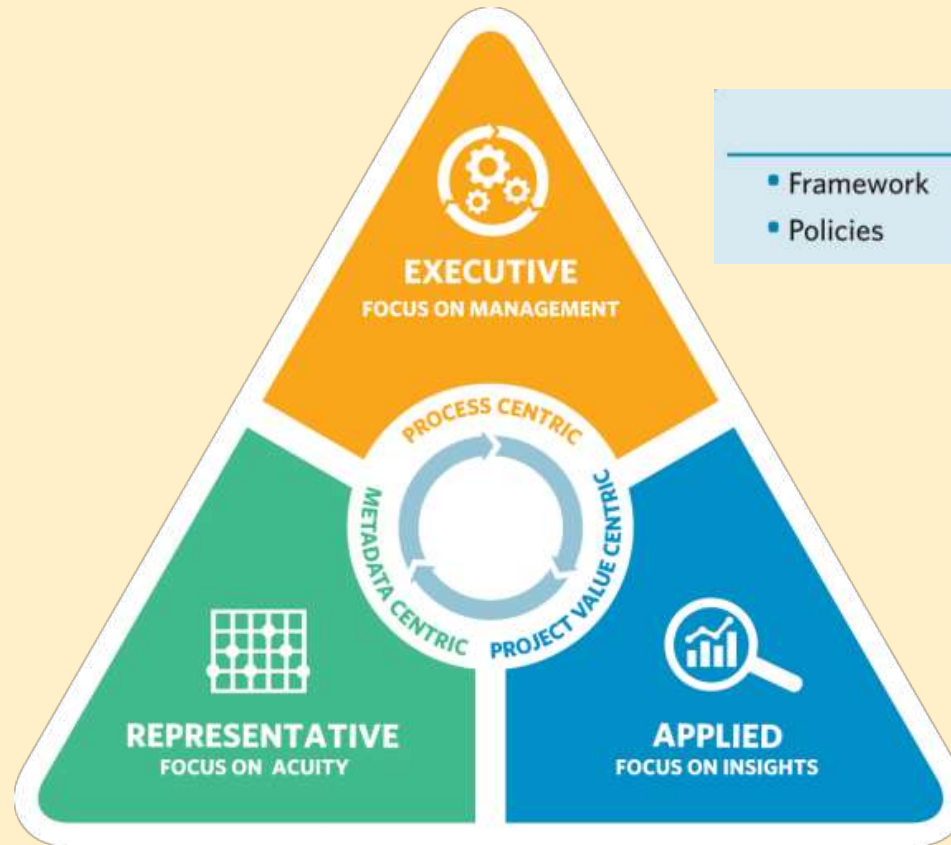 EXECUTIVE
FOCUS ON MANAGEMENT
▪ Framework
▪ Policies
PROCESS CENTRIC
METADATA CENTRIC
PROJECT VALUE CENTRIC
REPRESENTATIVE
FOCUS ON ACUITY
APPLIED
FOCUS ON INSIGHTS